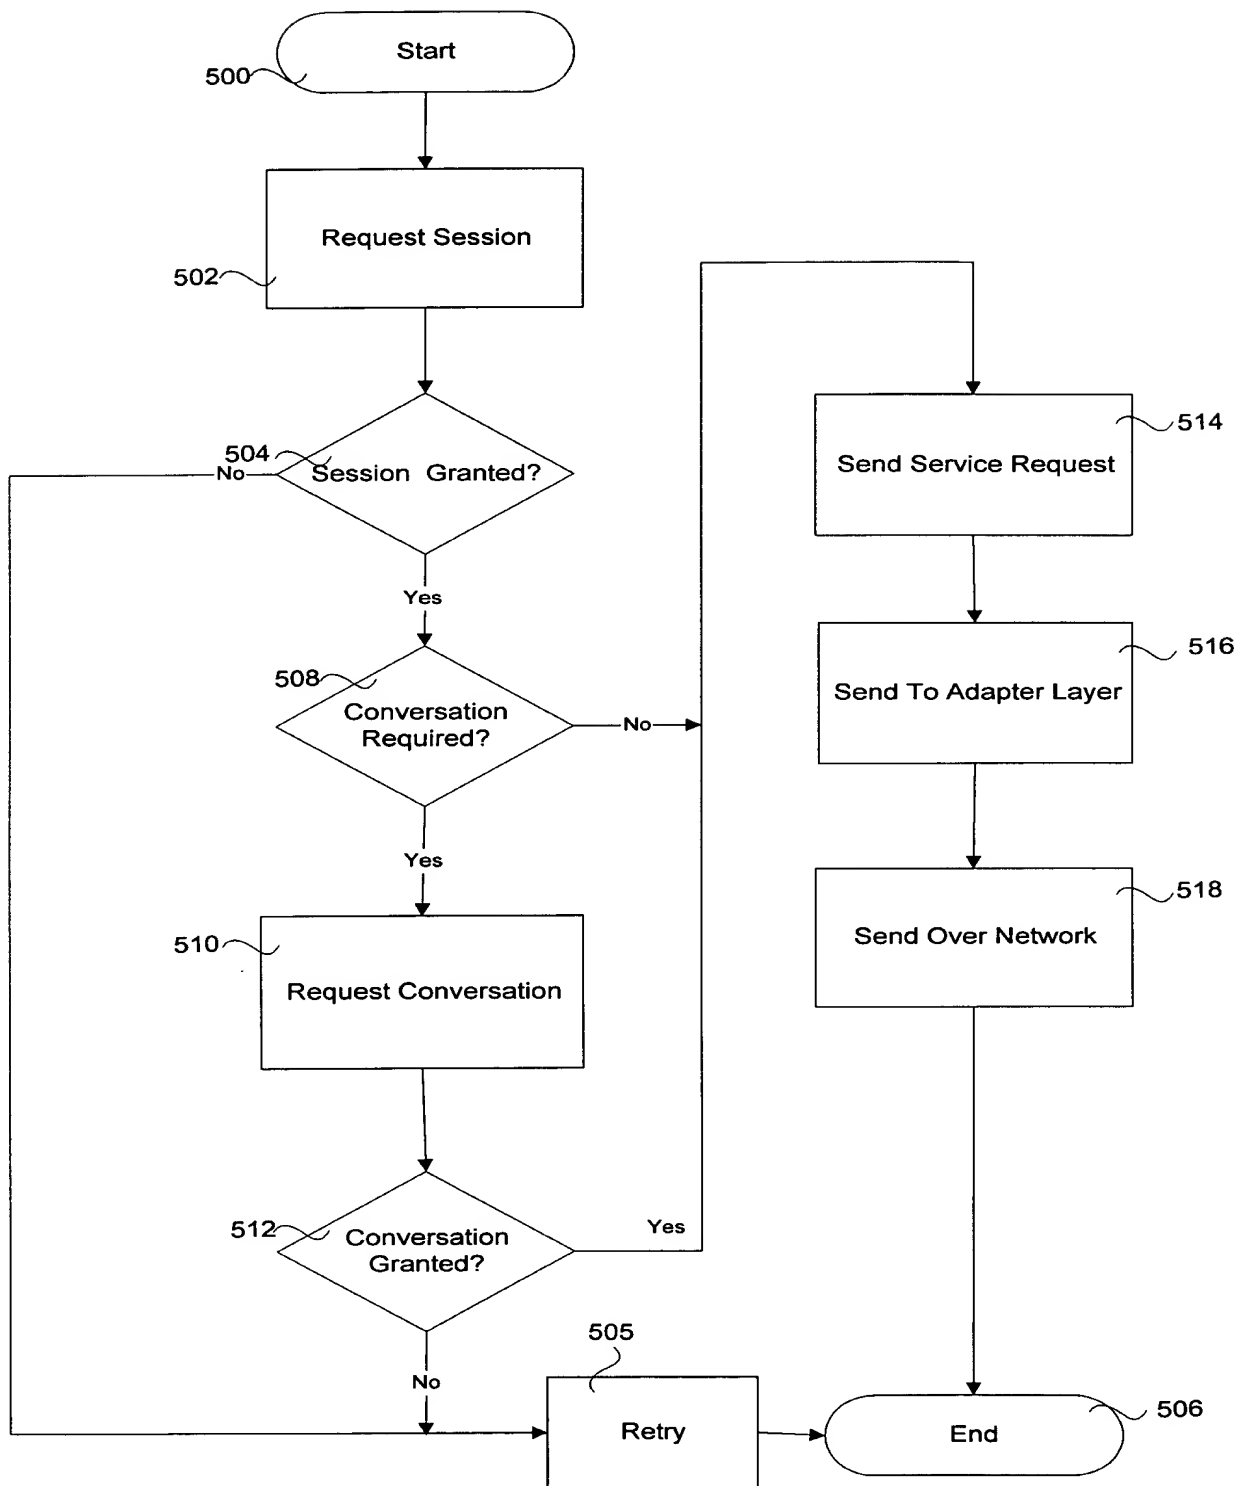 Start
500
Request Session
502
504
Session Granted?
No
Yes
508
Conversation
Required?
No
Yes
510
Request Conversation
512
Conversation
Granted?
Yes
No
505
Retry
514
Send Service Request
516
Send To Adapter Layer
518
Send Over Network
506
End